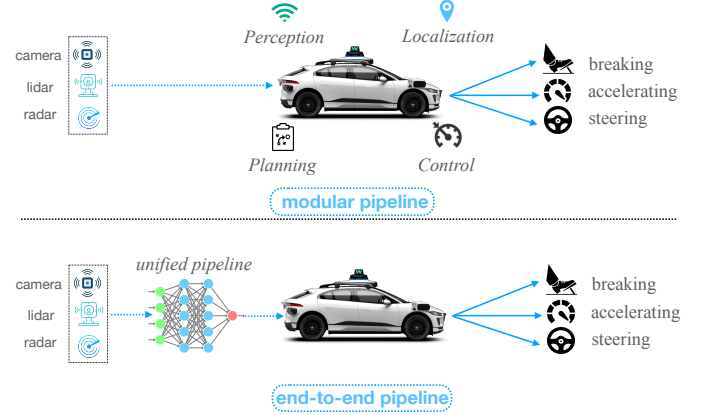 Perception
Localization
camera
lidar
radar
breaking
accelerating
steering
Planning
Control
modular pipeline
unified pipeline
camera
lidar
radar
breaking
accelerating
steering
end-to-end pipeline